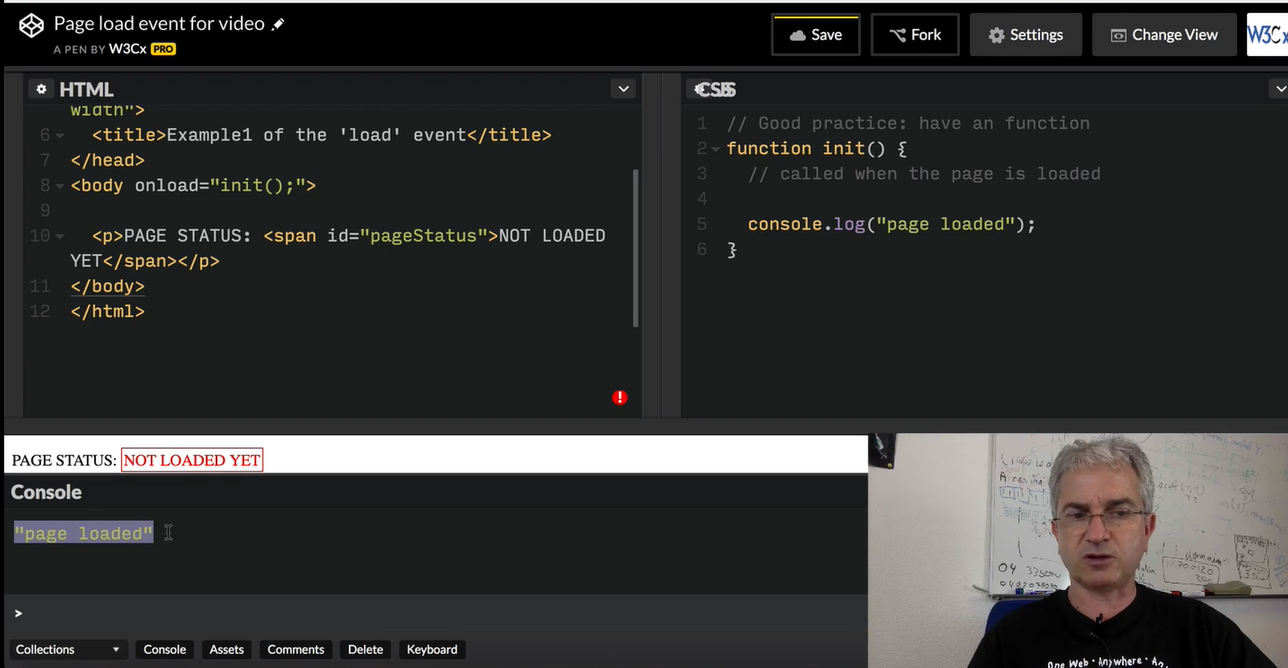 Page load event for video
A PEN BY W3Cx PRO
Save
Fork
Settings
Change View
W3Cx
HTML
width">
6 <title>Example1 of the 'load' event</title>
7 </head>
8 <body onload="init();">
9
10 <p>PAGE STATUS: <span id="pageStatus">NOT LOADED
YET</span></p>
11 </body>
12 </html>
1 // Good practice: have an function
2 function init() {
3 // called when the page is loaded
4
5 console.log("page loaded");
6 }
PAGE STATUS: NOT LOADED YET
Console
"page loaded"
>
Collections
Console
Assets
Comments
Delete
Keyboard
One Web · Anywhere ·